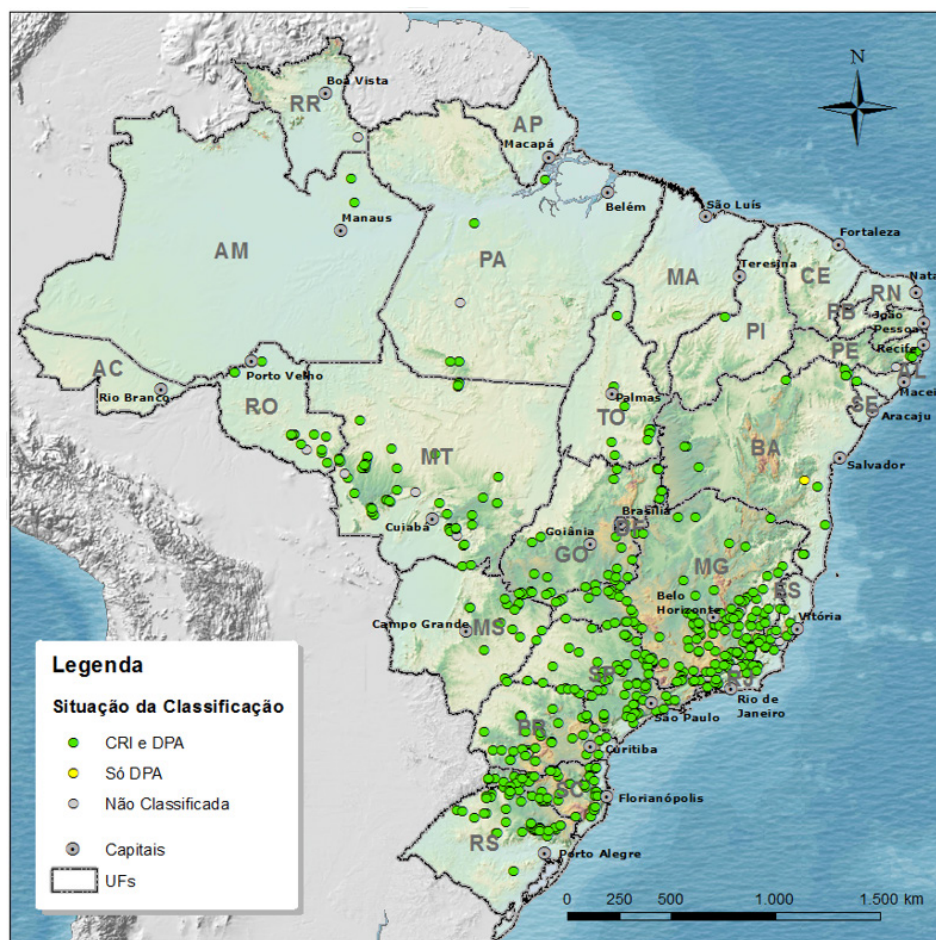 N
Boa Vista
RR
AP
Macapá
Belém
São Luís
Manaus
Fortaleza
AM
PA
MA
Teresina
CE
RN
Nata
PB
João
Pessoa
PI
PE
Recife
AC
Porto Velho
AL
Macei
Rio Branco
Palmas
SE
RO
TO
Aracaju
MT
BA
Salvador
Cuiabá
Brasília
DF
Goiânia
GO
MG
Belo
Horizonte
ES
Campo Grande
MS
Vitória
SP
RJ
Rio de
Janeiro
São Paulo
PR
Curitiba
SC
Florianópolis
RS
Porto Alegre
Legenda
Situação da Classificação
CRI e DPA
Só DPA
Não Classificada
Capitais
UFs
0 250 500 1.000 1.500 km